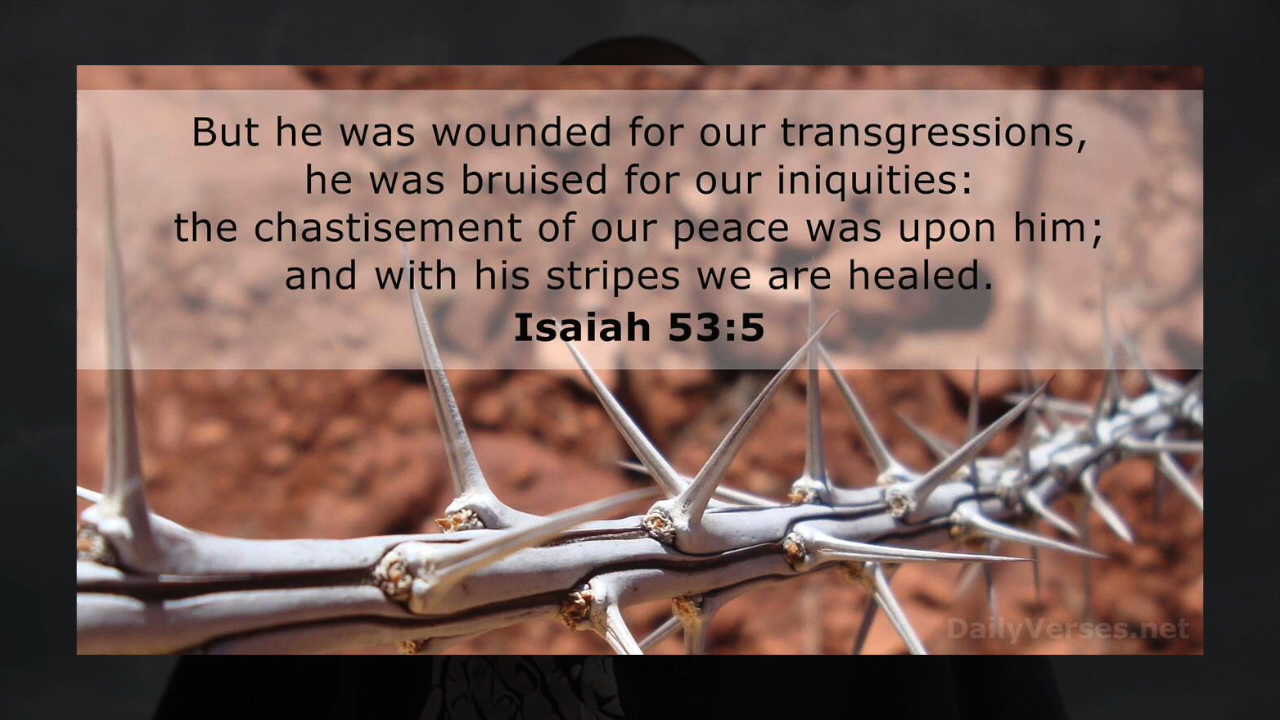 But he was wounded for our transgressions,
he was bruised for our iniquities:
the chastisement of our peace was upon him;
and with his stripes we are healed.
Isaiah 53:5
DailyVerses.net